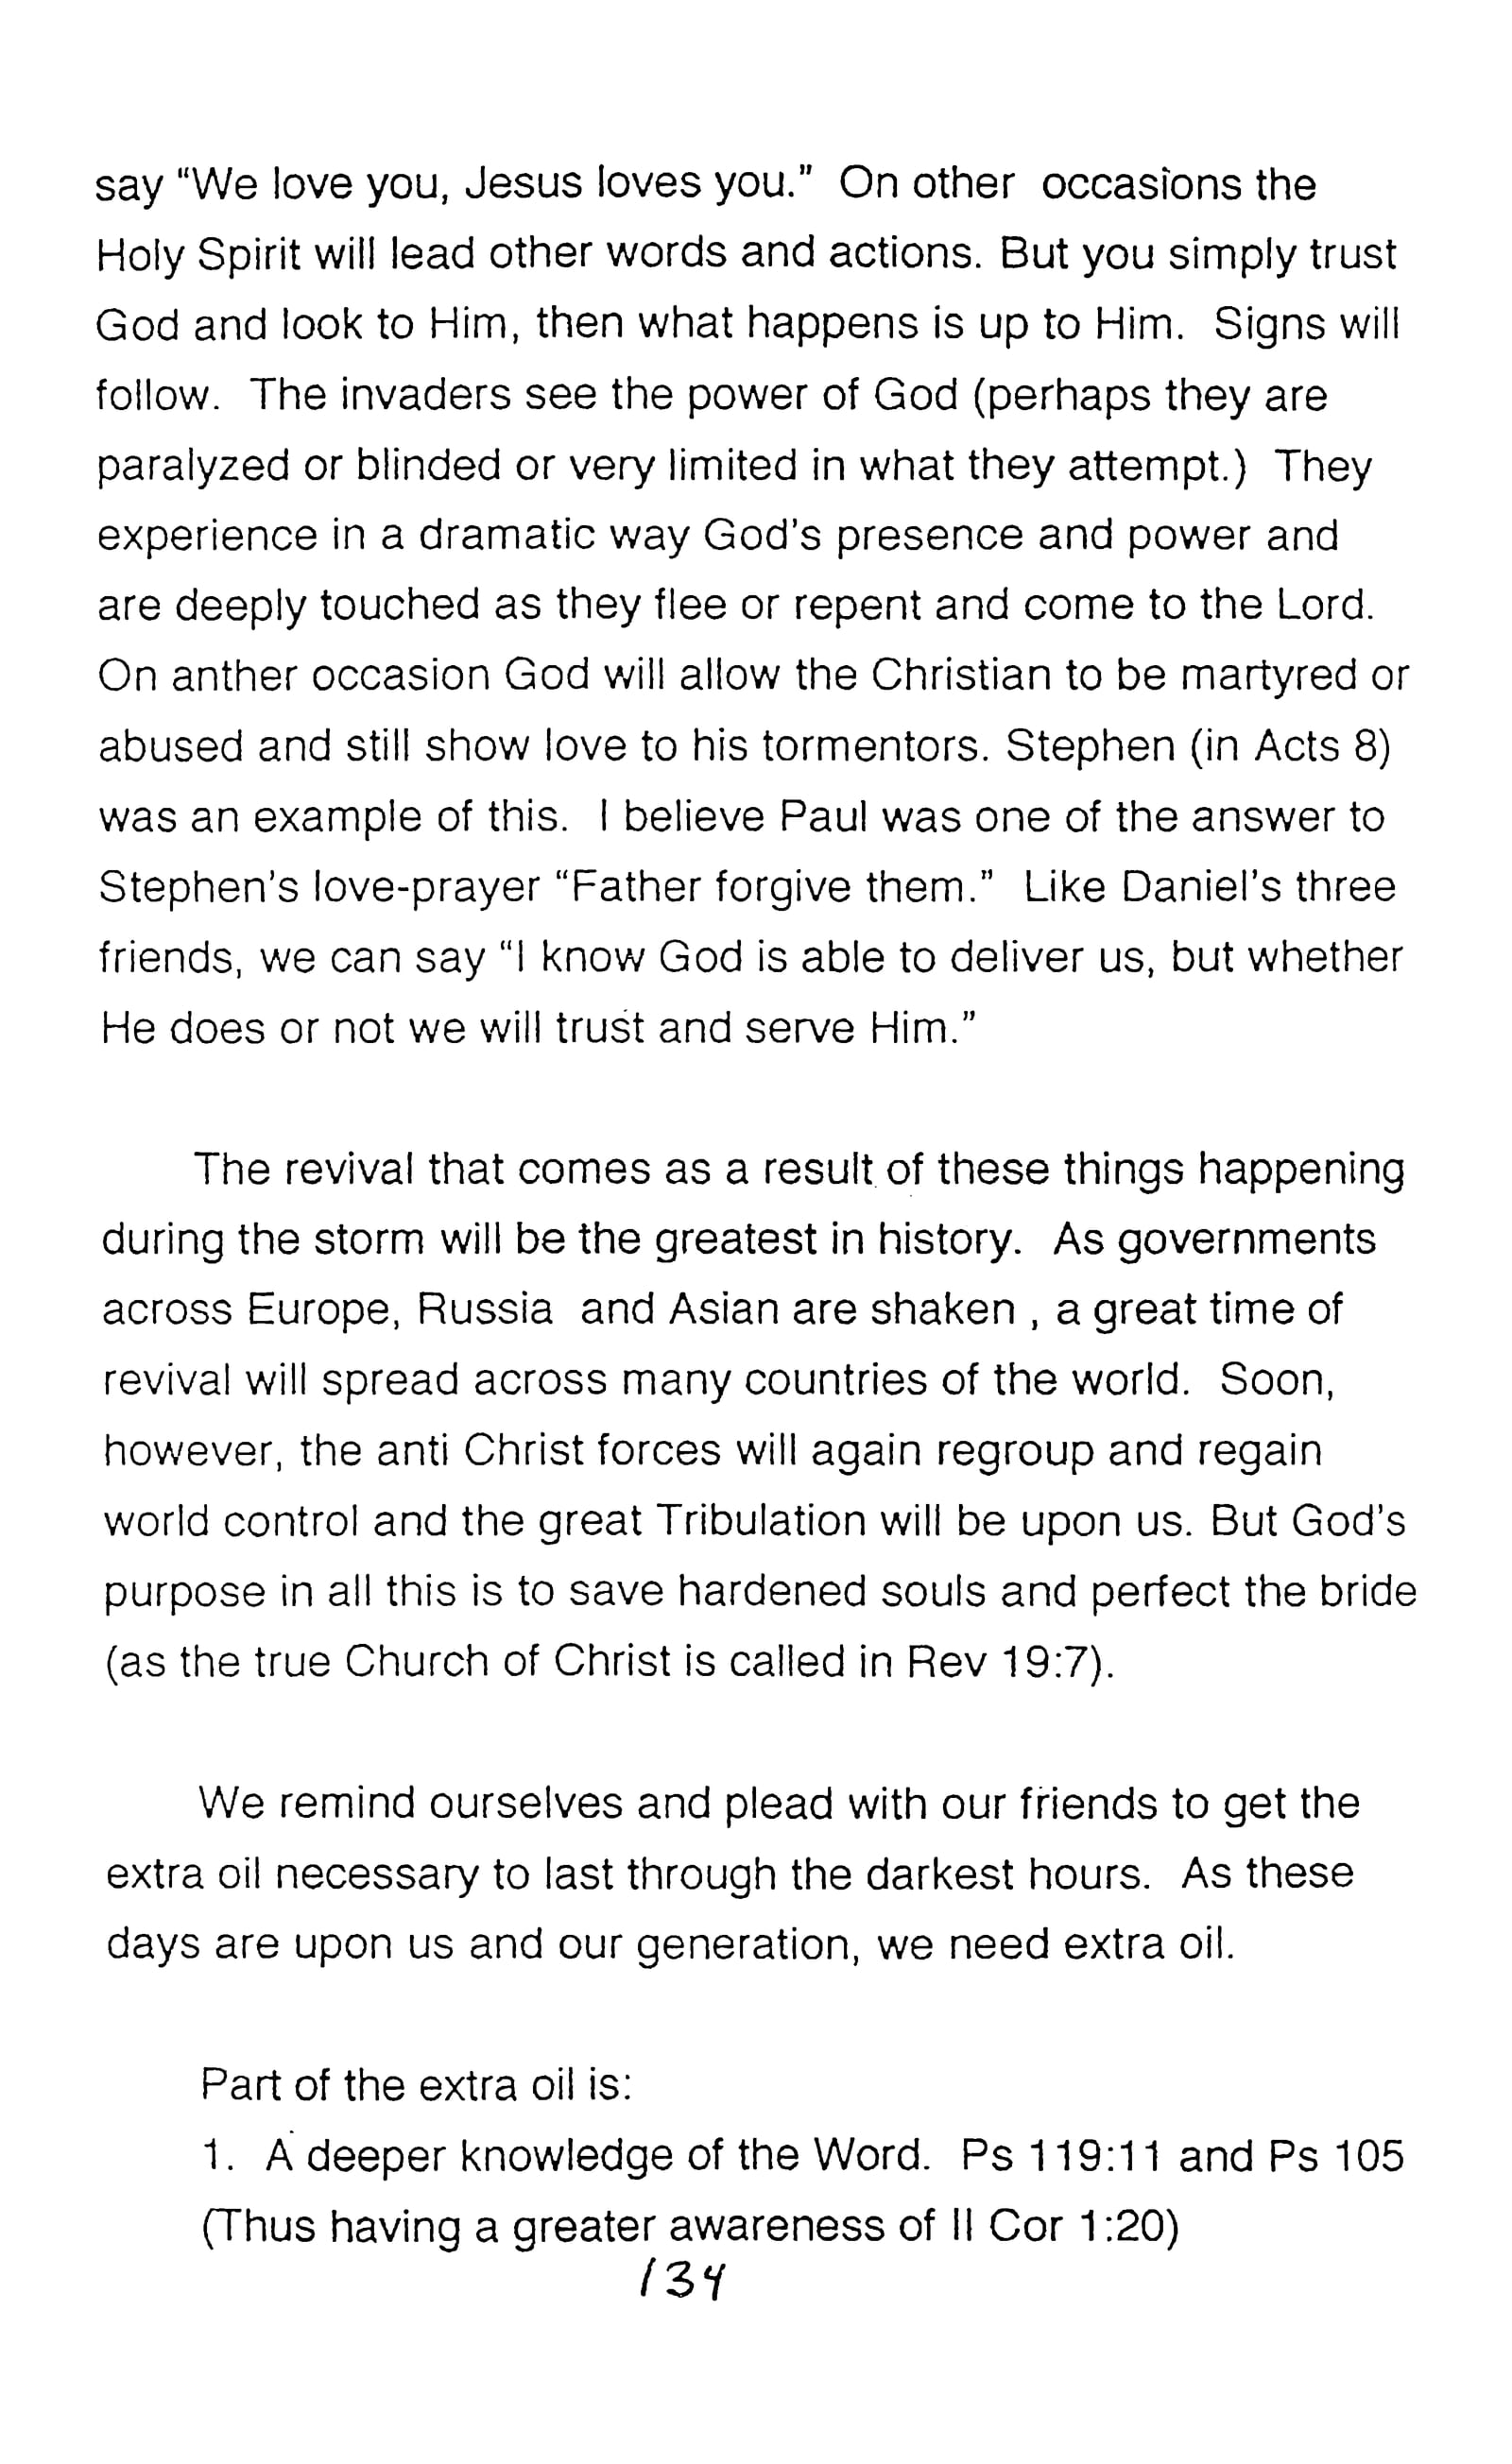 say “We love you, Jesus loves you.” On other occasions the
Holy Spirit will lead other words and actions. But you simply trust
God and look to Him, then what happens is up to Him. Signs will
follow. The invaders see the power of God (perhaps they are
paralyzed or blinded or very limited in what they attempt.) They
experience in a dramatic way God's presence and power and
are deeply touched as they flee or repent and come to the Lord.
On anther occasion God will allow the Christian to be martyred or
abused and still show love to his tormentors. Stephen (in Acts 8)
was an example of this. I believe Paul was one of the answer to
Stephen's love-prayer “Father forgive them.” Like Daniel's three
friends, we can say “I know God is able to deliver us, but whether
He does or not we will trust and serve Him.”
The revival that comes as a result of these things happening
during the storm will be the greatest in history. As governments
across Europe, Russia and Asian are shaken , a great time of
revival will spread across many countries of the world. Soon,
however, the anti Christ forces will again regroup and regain
world control and the great Tribulation will be upon us. But God's
purpose in all this is to save hardened souls and perfect the bride
(as the true Church of Christ is called in Rev 19:7).
We remind ourselves and plead with our friends to get the
extra oil necessary to last through the darkest hours. As these
days are upon us and our generation, we need extra oil.
Part of the extra oil is:
1. A deeper knowledge of the Word. Ps 119:11 and Ps 105
(Thus having a greater awareness of II Cor 1:20)
134